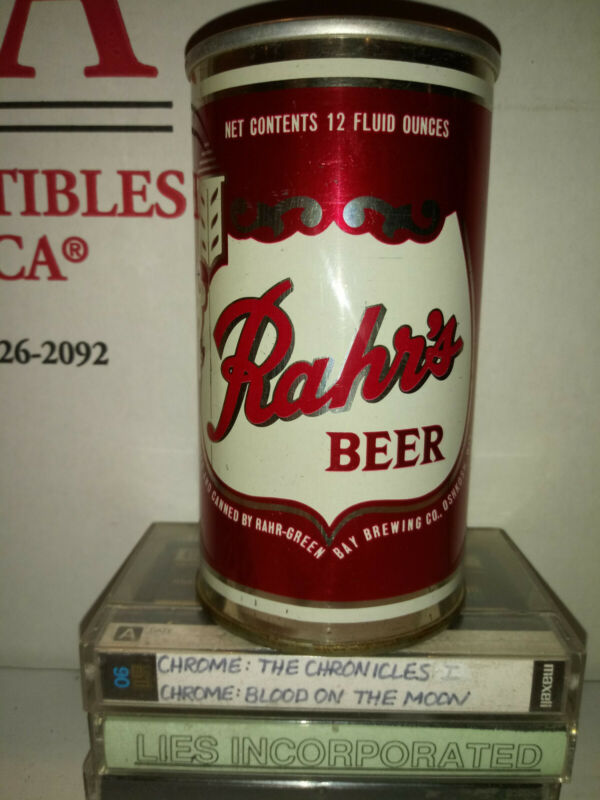 A
TIBLES
CA®
26-2092
NET CONTENTS 12 FLUID OUNCES
Rahr's
BEER
CANNED BY RAHR-GREEN BAY BREWING CO., OSHKOSH
A
90
CHROME: THE CHRONICLES I
CHROME: BLOOD ON THE MOON
maxell
LIES INCORPORATED